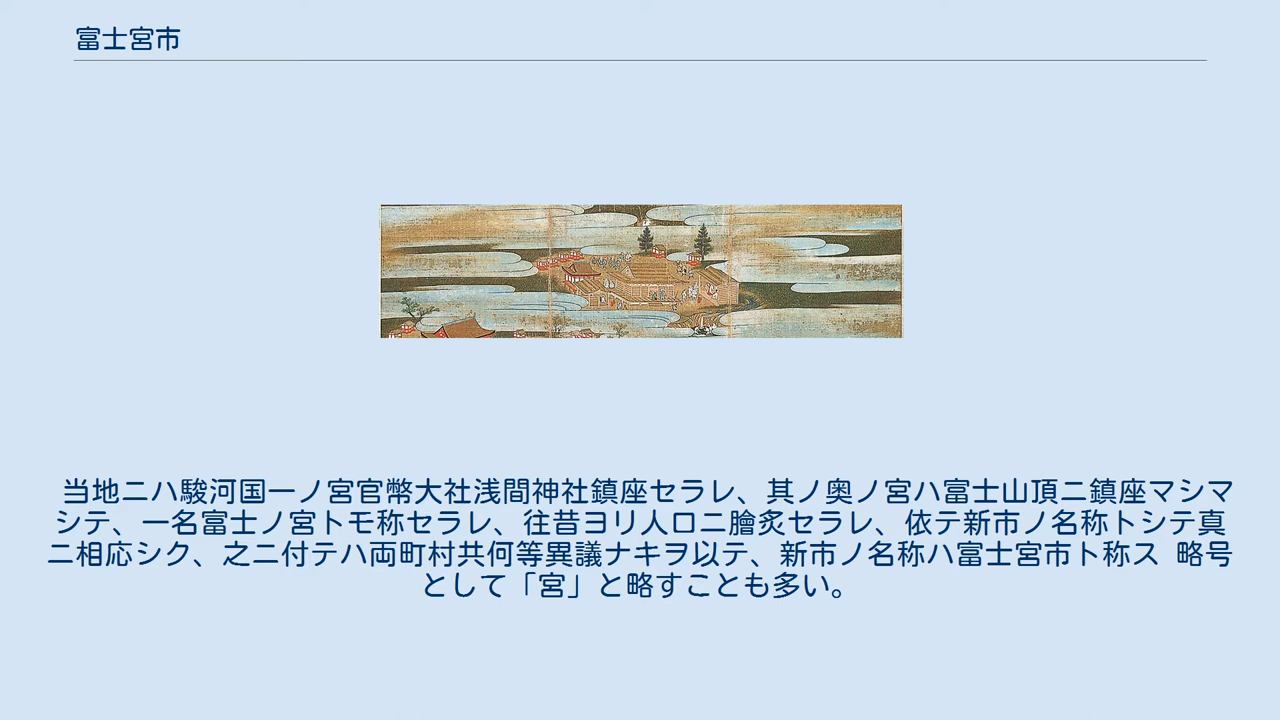 富士宮市
当地ニハ駿河国一ノ宮官幣大社浅間神社鎮座セラレ、其ノ奥ノ宮ハ富士山頂ニ鎮座マシマ
シテ、一名富士ノ宮トモ称セラレ、往昔ヨリ人口ニ膾炙セラレ、依テ新市ノ名称トシテ真
ニ相応シク、之ニ付テハ両町村共何等異議ナキヲ以テ、新市ノ名称ハ富士宮市ト称ス 略号
として「宮」と略すことも多い。